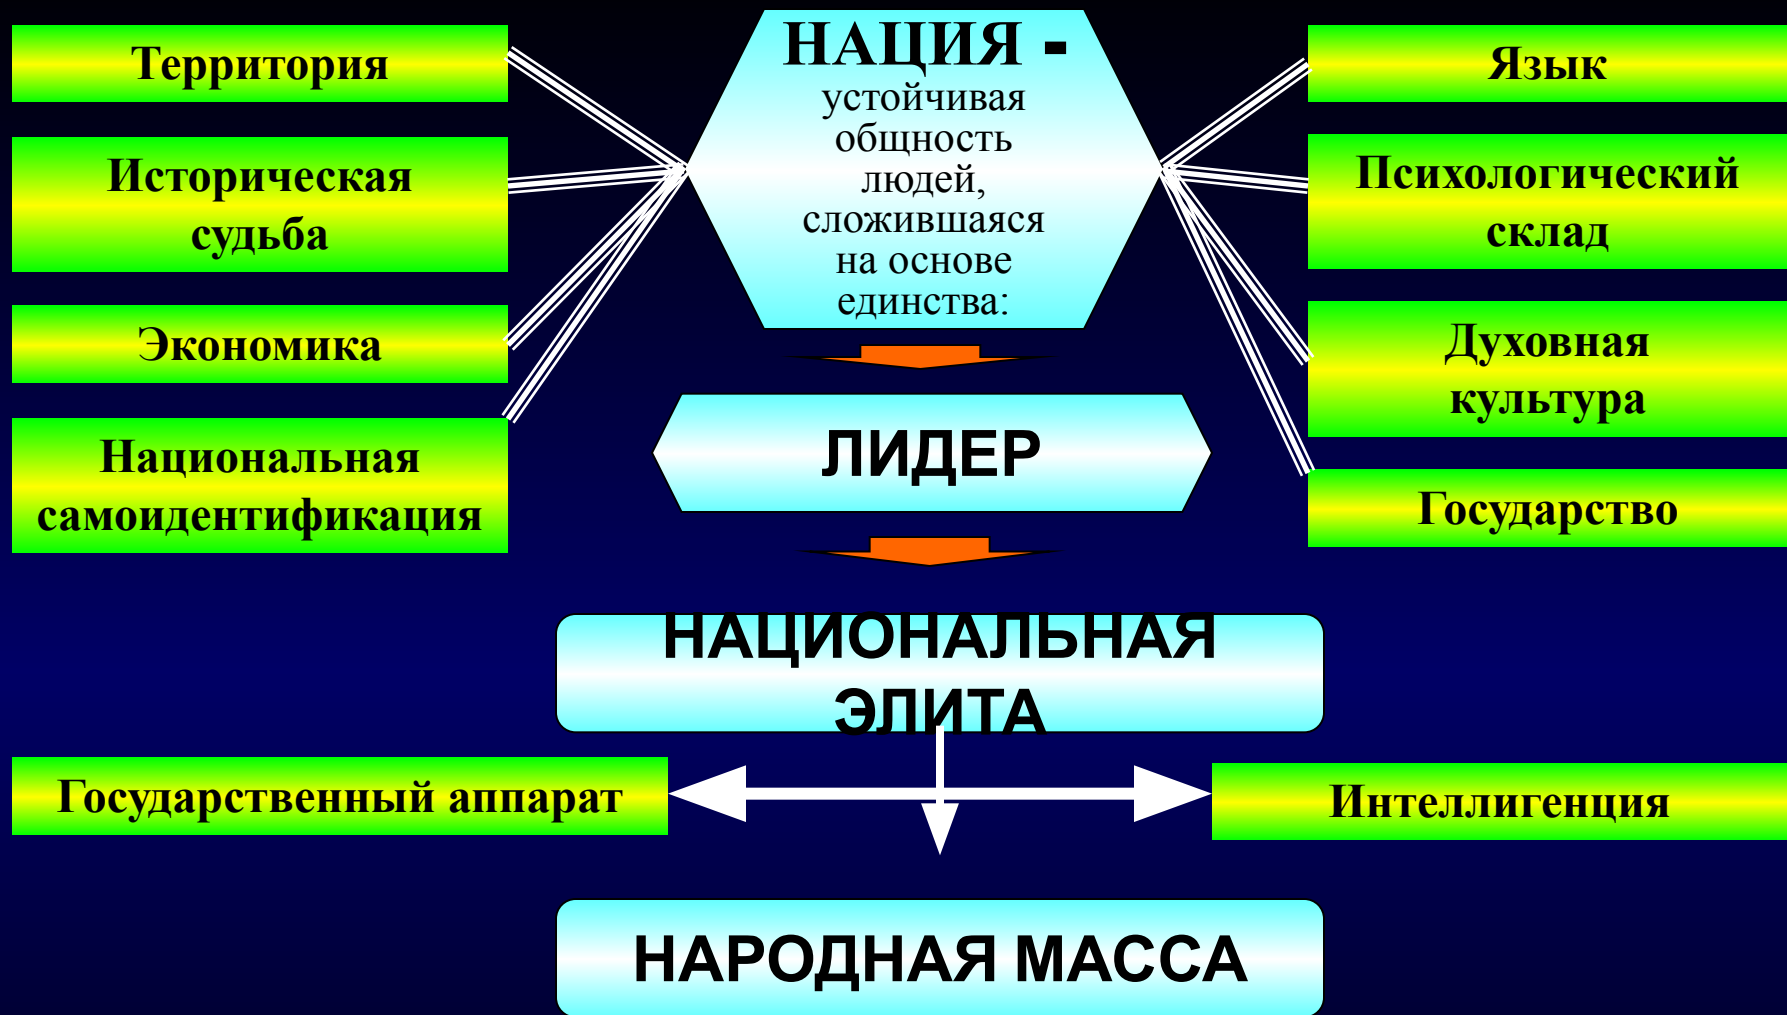 НАЦИЯ -
устойчивая
общность
людей,
сложившаяся
на основе
единства:
Территория
Историческая
судьба
Экономика
Национальная
самоидентификация
Язык
Психологический
склад
Духовная
культура
Государство
ЛИДЕР
НАЦИОНАЛЬНАЯ
ЭЛИТА
Государственный аппарат
Интеллигенция
НАРОДНАЯ МАССА